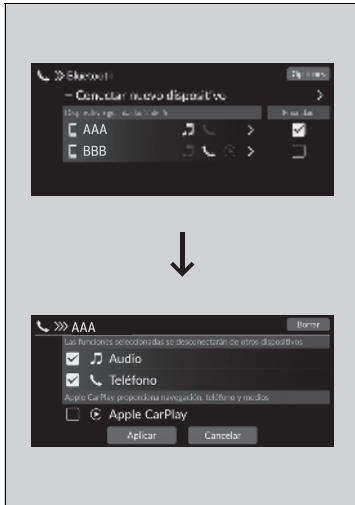 Bluetooth
Opciones
Conectar nuevo dispositivo
AAA
BBB
AAA
Borrar
Las funciones seleccionadas se desconectarán de otros dispositivos
Audio
Teléfono
Apple CarPlay proporciona navegación, teléfono y medios
Apple CarPlay
Aplicar
Cancelar